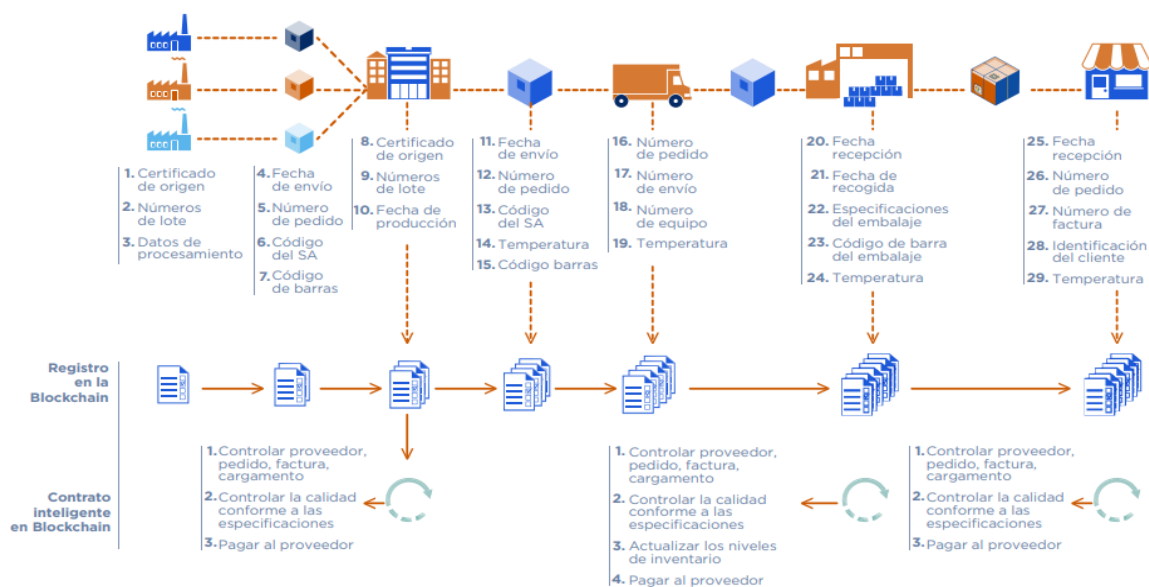 1. Certificado
de origen
2. Números
de lote
3. Datos de
procesamiento
4. Fecha
de envío
5. Número
de pedido
6. Código
del SA
7. Código
de barras
8. Certificado
de origen
9. Números
de lote
10. Fecha de
producción
11. Fecha
de envío
12. Número
de pedido
13. Código
del SA
14. Temperatura
15. Código barras
16. Número
de pedido
17. Número
de envío
18. Número
de equipo
19. Temperatura
20. Fecha
recepción
21. Fecha de
recogida
22. Especificaciones
del embalaje
23. Código de barra
del embalaje
24. Temperatura
25. Fecha
recepción
26. Número
de pedido
27. Número de
factura
28. Identificación
del cliente
29. Temperatura
Registro
en la
Blockchain
Contrato
inteligente
en Blockchain
1. Controlar proveedor,
pedido, factura,
cargamento
2. Controlar la calidad
conforme a las
especificaciones
3. Pagar al proveedor
1. Controlar proveedor,
pedido, factura,
cargamento
2. Controlar la calidad
conforme a las
especificaciones
3. Actualizar los niveles
de inventario
4. Pagar al proveedor
1. Controlar proveedor,
pedido, factura,
cargamento
2. Controlar la calidad
conforme a las
especificaciones
3. Pagar al proveedor